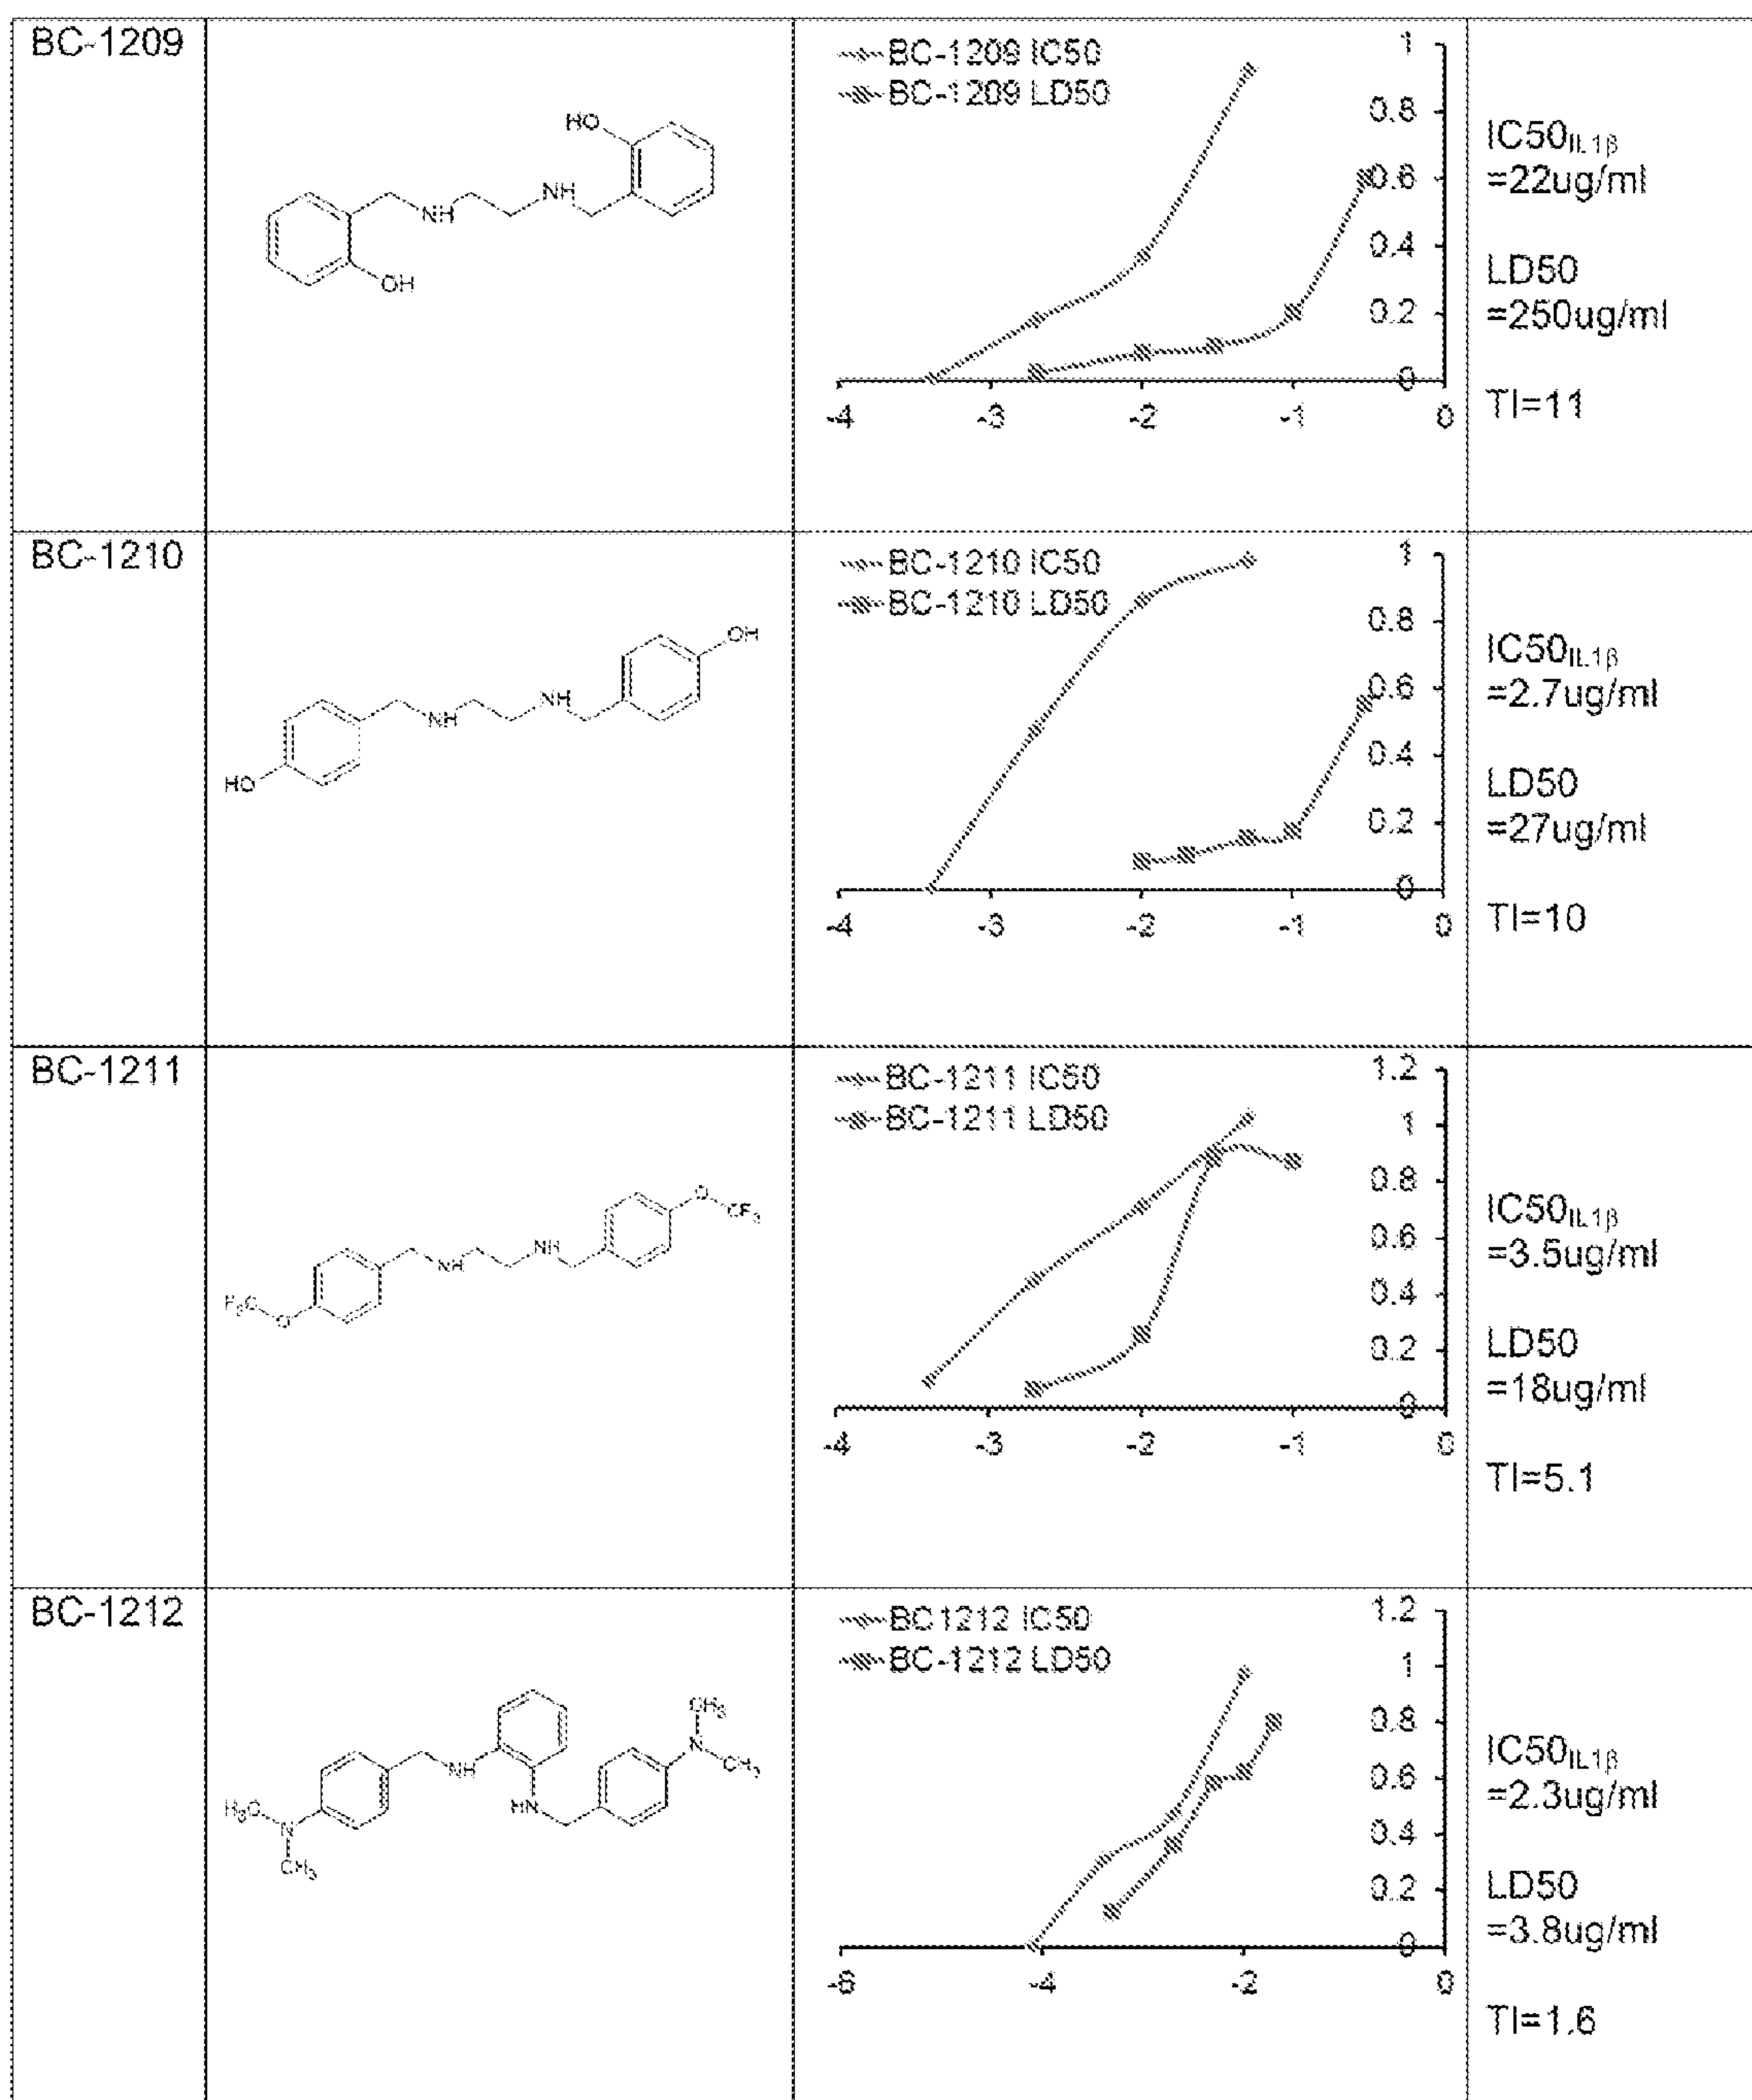 BC-1209
HO
NH
NH
OH
BC-1209 IC50
BC-1209 LD50
1
0.8
0.6
0.4
0.2
0
-4 -3 -2 -1 0
IC50IL1β
=22ug/ml
LD50
=250ug/ml
TI=11
BC-1210
OH
NH
NH
HO
BC-1210 IC50
BC-1210 LD50
1
0.8
0.6
0.4
0.2
0
-4 -3 -2 -1 0
IC50IL1β
=2.7ug/ml
LD50
=27ug/ml
TI=10
BC-1211
O
CF3
NH
NH
F3C
O
BC-1211 IC50
BC-1211 LD50
1.2
1
0.8
0.6
0.4
0.2
0
-4 -3 -2 -1 0
IC50IL1β
=3.5ug/ml
LD50
=18ug/ml
TI=5.1
BC-1212
CH3
N
CH3
NH
HN
H3C
N
CH3
BC1212 IC50
BC-1212 LD50
1.2
1
0.8
0.6
0.4
0.2
0
-6 -4 -2 0
IC50IL1β
=2.3ug/ml
LD50
=3.8ug/ml
TI=1.6